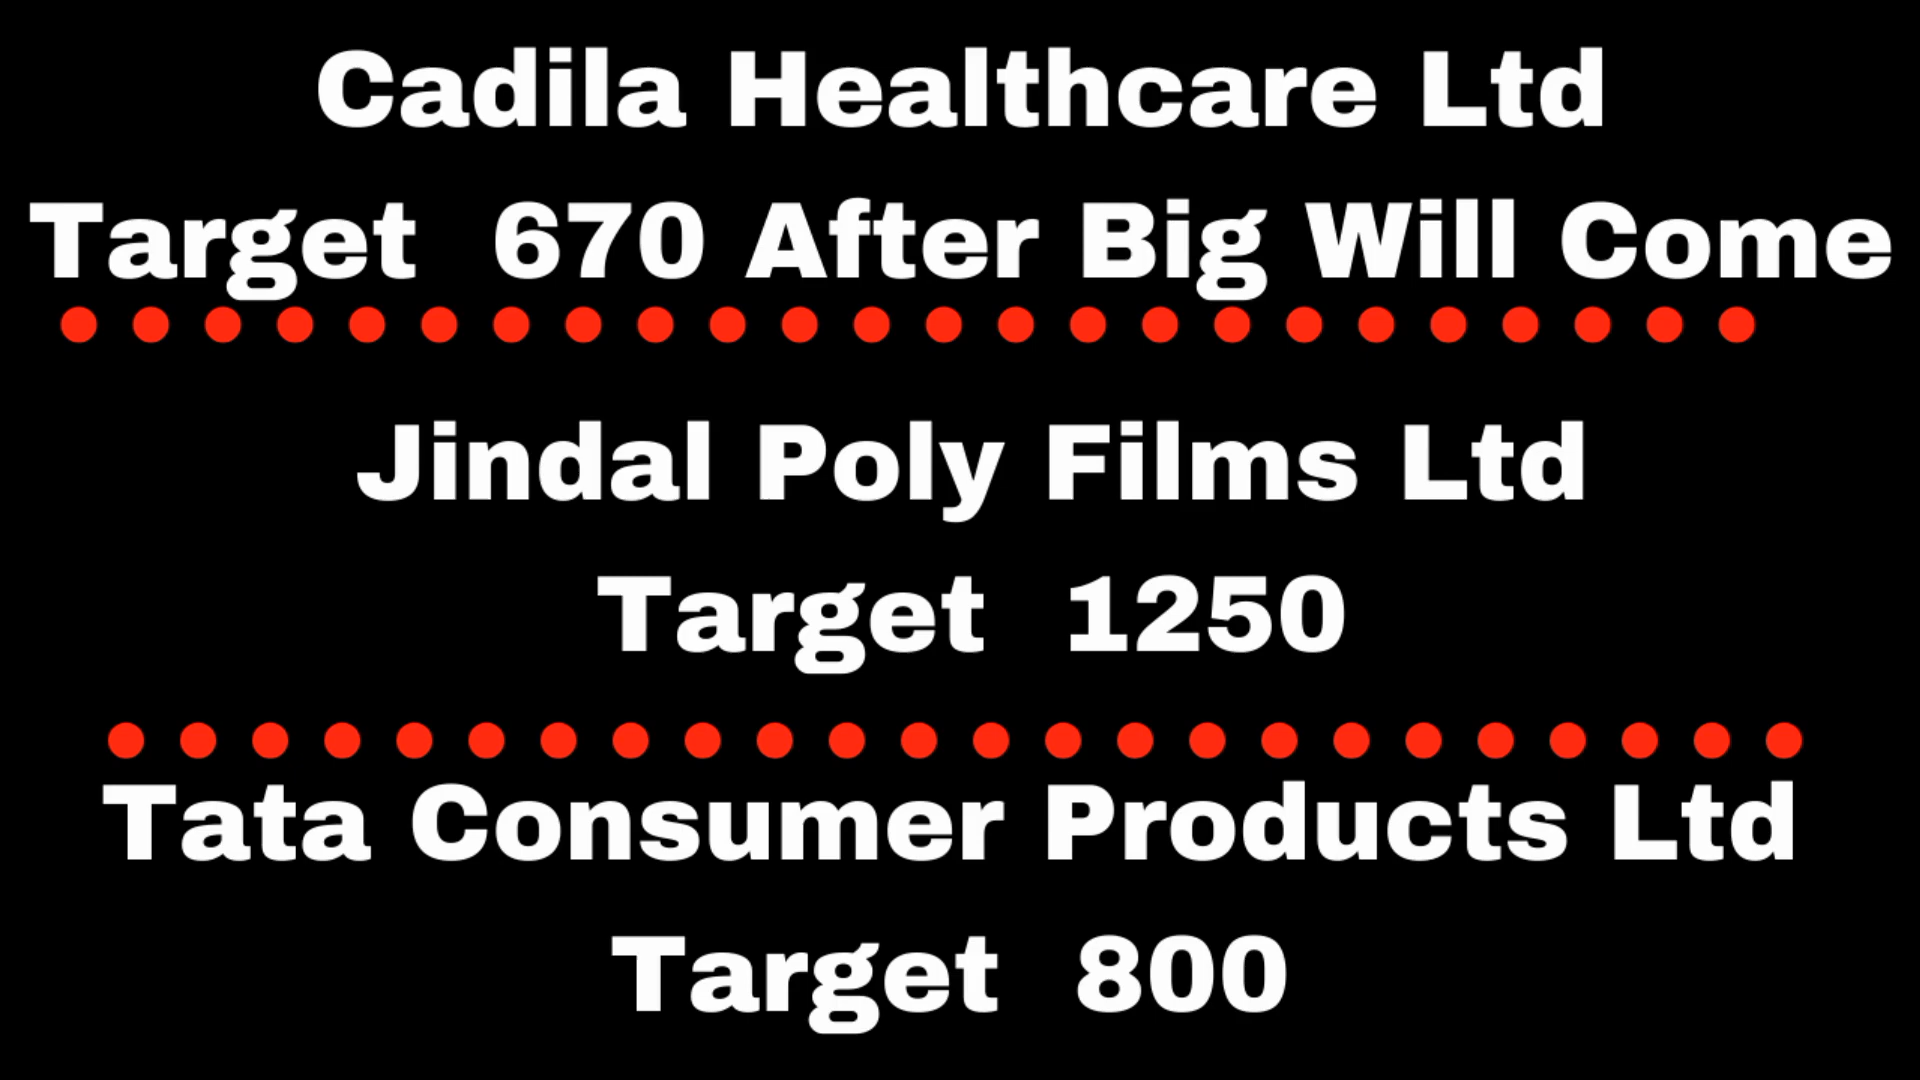 Cadila Healthcare Ltd
Target 670 After Big Will Come
Jindal Poly Films Ltd
Target 1250
Tata Consumer Products Ltd
Target 800